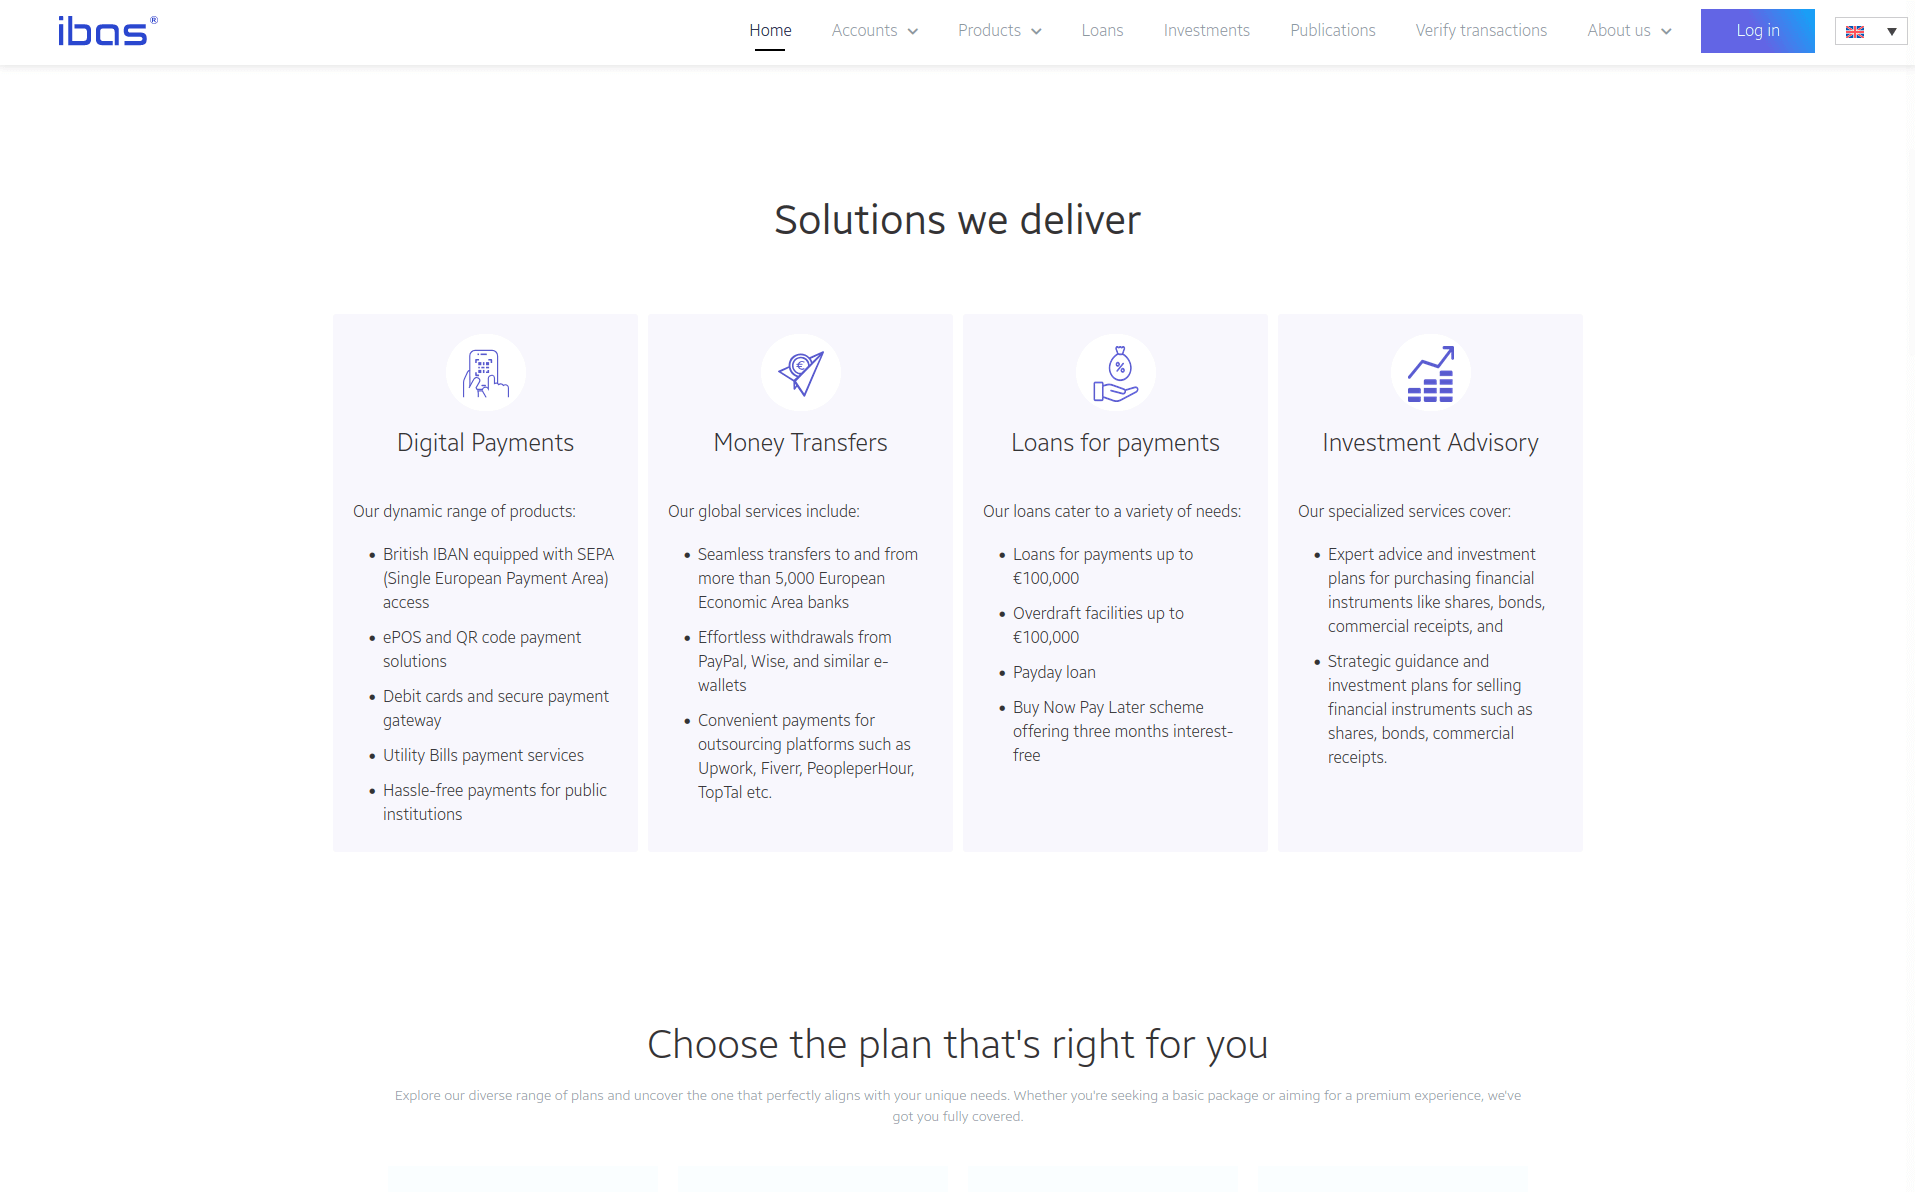 ibas®
Home Accounts Products Loans Investments Publications Verify transactions About us Log in
Solutions we deliver
Digital Payments
Our dynamic range of products:
• British IBAN equipped with SEPA
(Single European Payment Area)
access
• ePOS and QR code payment
solutions
• Debit cards and secure payment
gateway
• Utility Bills payment services
• Hassle-free payments for public
institutions
Money Transfers
Our global services include:
• Seamless transfers to and from
more than 5,000 European
Economic Area banks
• Effortless withdrawals from
PayPal, Wise, and similar e-
wallets
• Convenient payments for
outsourcing platforms such as
Upwork, Fiverr, PeopleperHour,
TopTal etc.
Loans for payments
Our loans cater to a variety of needs:
• Loans for payments up to
€100,000
• Overdraft facilities up to
€100,000
• Payday loan
• Buy Now Pay Later scheme
offering three months interest-
free
Investment Advisory
Our specialized services cover:
• Expert advice and investment
plans for purchasing financial
instruments like shares, bonds,
commercial receipts, and
• Strategic guidance and
investment plans for selling
financial instruments such as
shares, bonds, commercial
receipts.
Choose the plan that's right for you
Explore our diverse range of plans and uncover the one that perfectly aligns with your unique needs. Whether you're seeking a basic package or aiming for a premium experience, we've
got you fully covered.